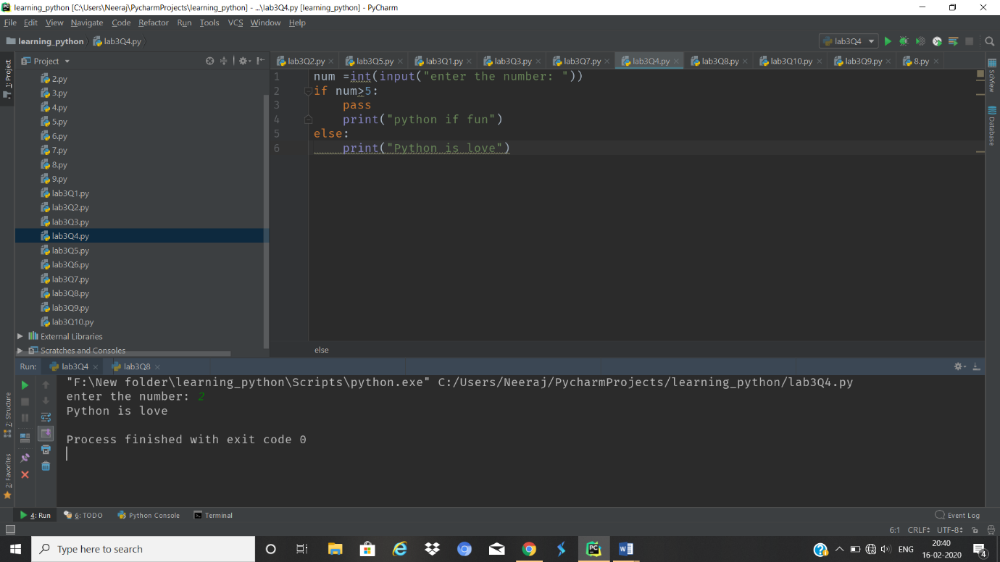 learning_python [C:\Users\Neeraj\PycharmProjects\learning_python] - ...\lab3Q4.py [learning_python] - PyCharm
File Edit View Navigate Code Refactor Run Tools VCS Window Help
learning_python lab3Q4.py lab3Q4
Project lab3Q2.py lab3Q5.py lab3Q1.py lab3Q3.py lab3Q7.py lab3Q4.py lab3Q8.py lab3Q10.py lab3Q9.py 8.py
1: Project
2.py
3.py
4.py
5.py
6.py
7.py
8.py
9.py
lab3Q1.py
lab3Q2.py
lab3Q3.py
lab3Q4.py
lab3Q5.py
lab3Q6.py
lab3Q7.py
lab3Q8.py
lab3Q9.py
lab3Q10.py
External Libraries
Scratches and Consoles
1 num =int(input("enter the number: "))
2 if num>5:
3 pass
4 print("python if fun")
5 else:
6 print("Python is love")
else
SciView
Database
Run: lab3Q4 lab3Q8
"F:\New folder\learning_python\Scripts\python.exe" C:/Users/Neeraj/PycharmProjects/learning_python/lab3Q4.py
enter the number: 2
Python is love
Process finished with exit code 0
Z: Structure
2: Favorites
4: Run 6: TODO Python Console Terminal Event Log
6:1 CRLF UTF-8
Type here to search
ENG
20:40
16-02-2020
4